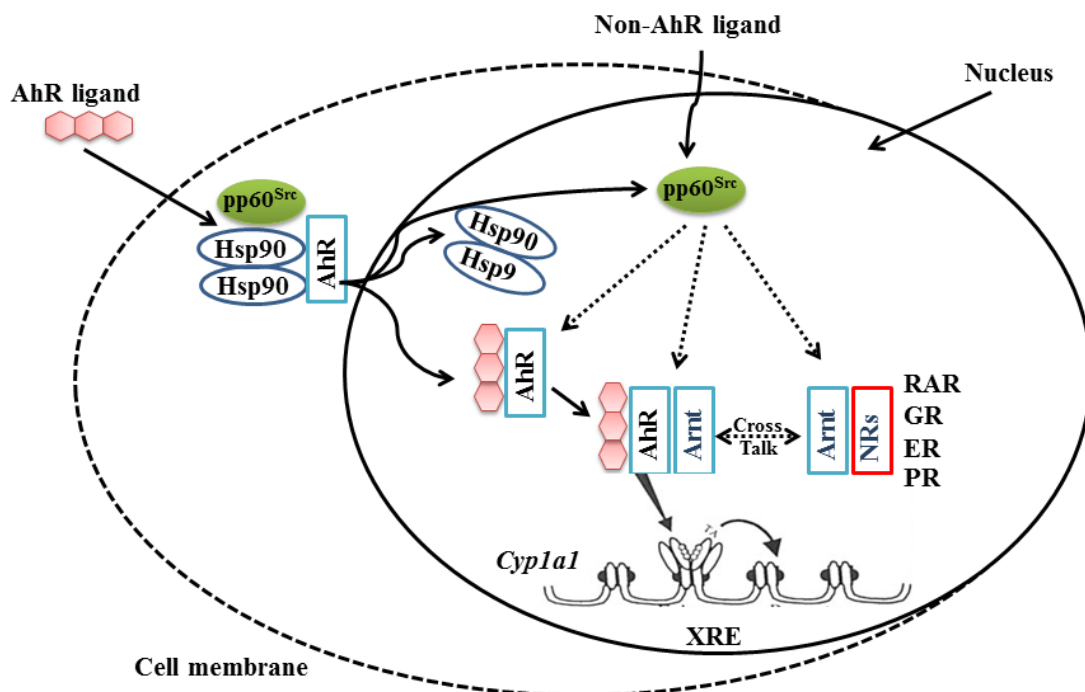 Non-AhR ligand
Nucleus
AhR ligand
pp60Src
pp60Src
Hsp90
Hsp90
AhR
Hsp90
Hsp9
AhR
AhR
Arnt
Cross
Talk
Arnt
NRs
RAR
GR
ER
PR
TA
Cyp1a1
XRE
Cell membrane